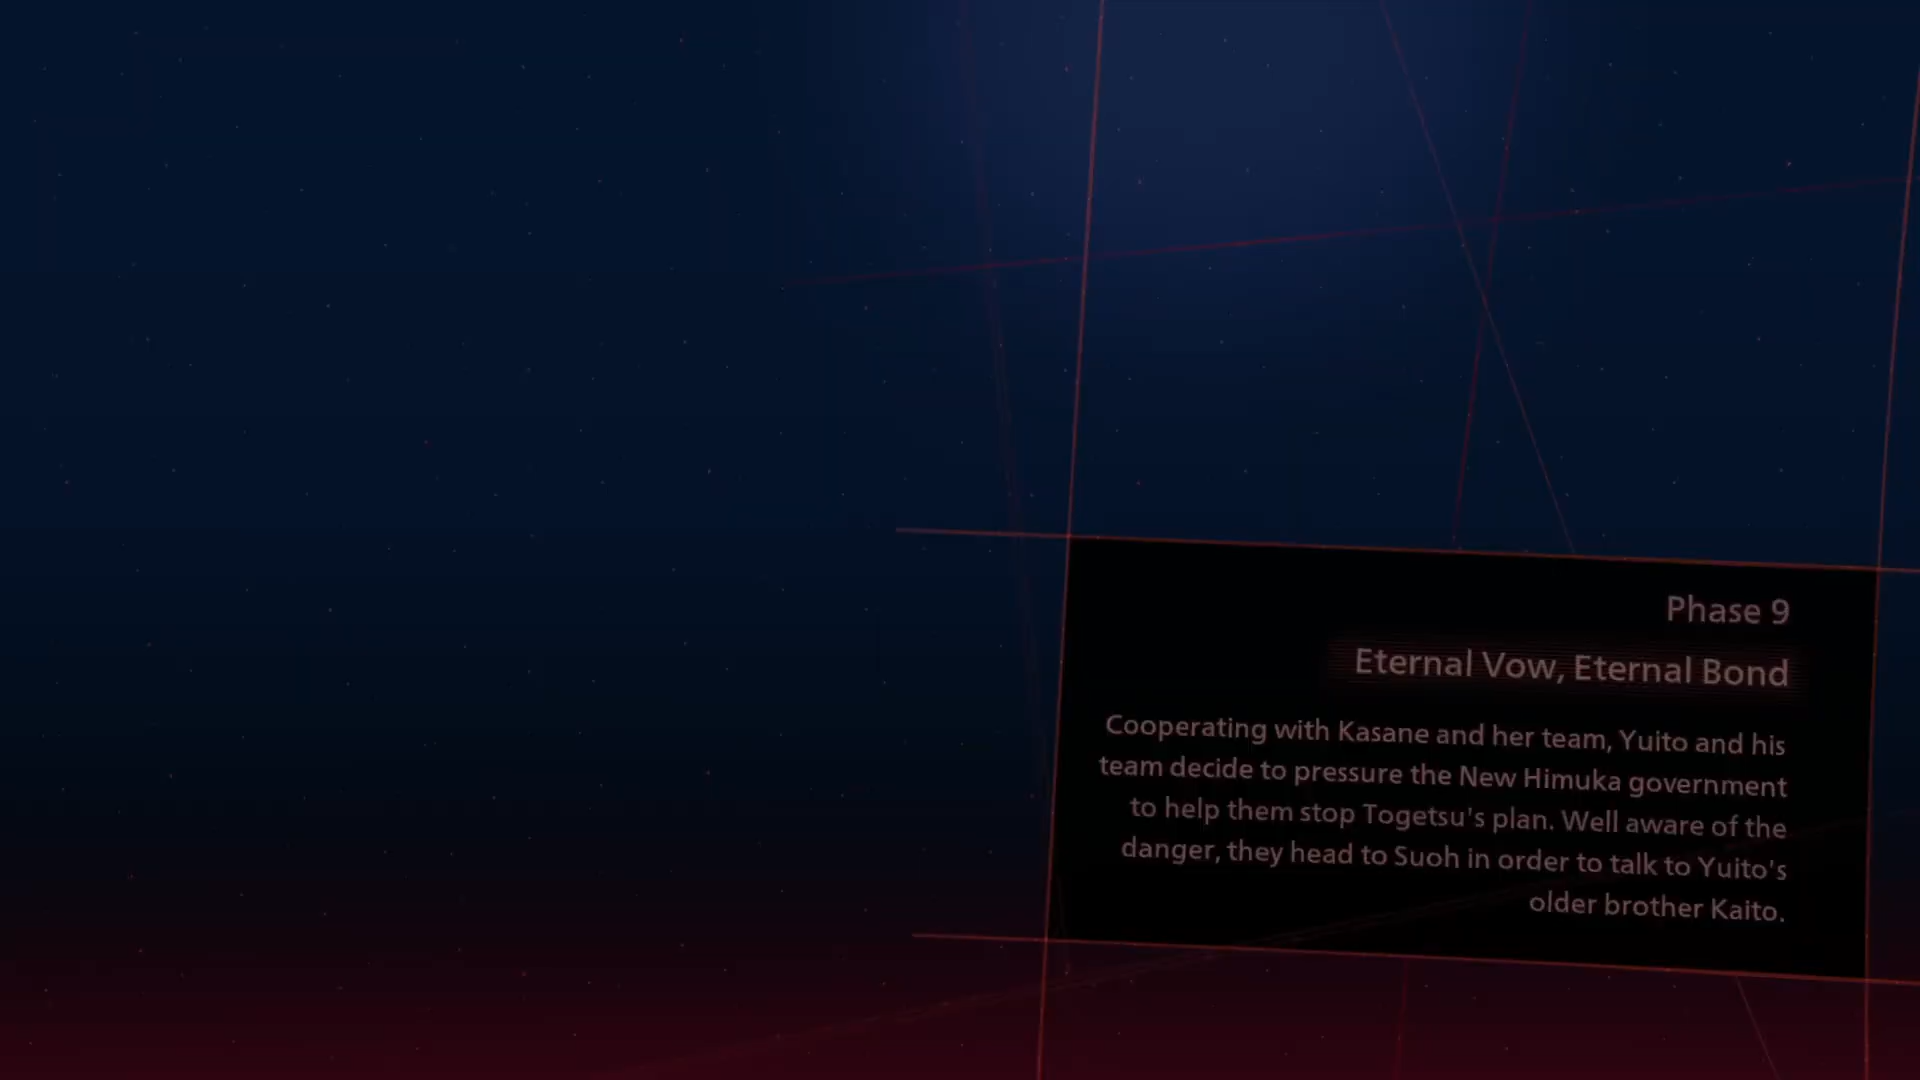 Phase 9
Eternal Vow, Eternal Bond
Cooperating with Kasane and her team, Yuito and his
team decide to pressure the New Himuka government
to help them stop Togetsu's plan. Well aware of the
danger, they head to Suoh in order to talk to Yuito's
older brother Kaito.